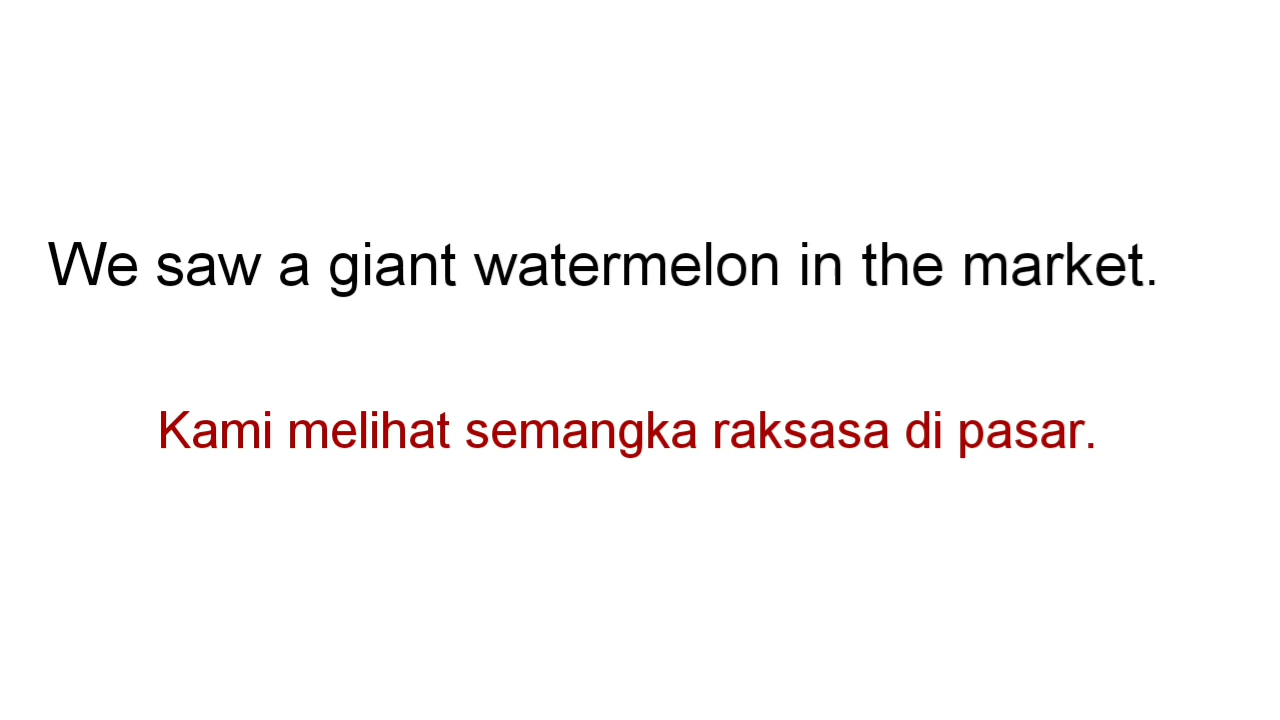 We saw a giant watermelon in the market.
Kami melihat semangka raksasa di pasar.